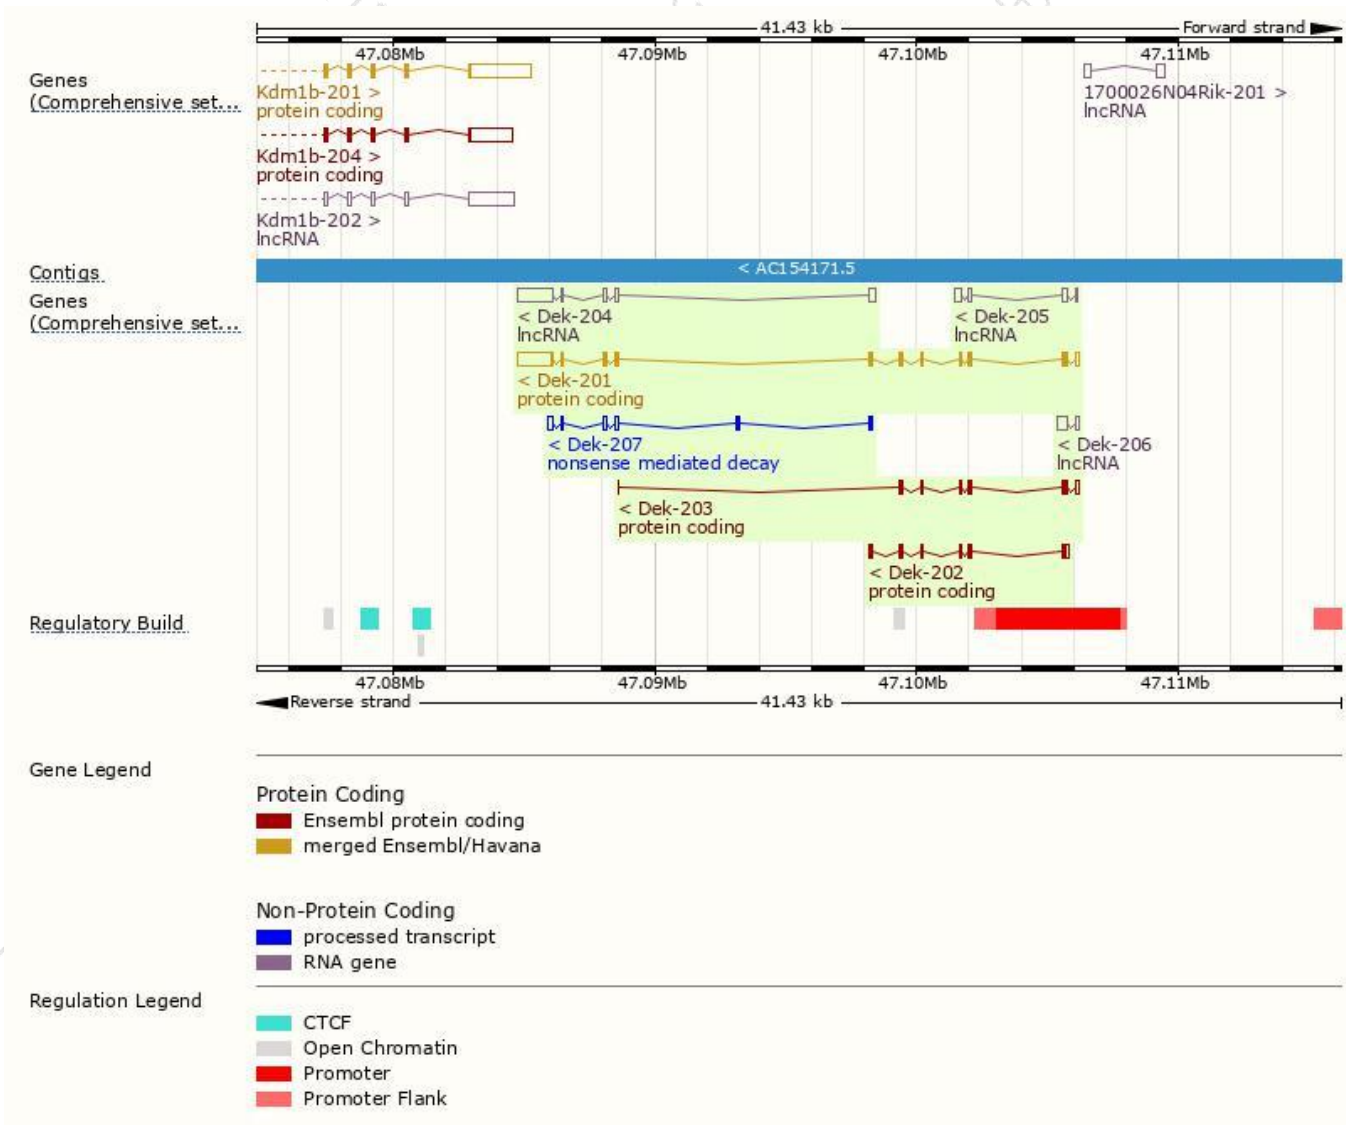 41.43 kb
Forward strand
47.08Mb 47.09Mb 47.10Mb 47.11Mb
Genes
(Comprehensive set...
Kdm1b-201 >
protein coding
1700026N04Rik-201 >
lncRNA
Kdm1b-204 >
protein coding
Kdm1b-202 >
lncRNA
Contigs
< AC154171.5
Genes
(Comprehensive set...
< Dek-204
lncRNA
< Dek-205
lncRNA
< Dek-201
protein coding
< Dek-207
nonsense mediated decay
< Dek-206
lncRNA
< Dek-203
protein coding
< Dek-202
protein coding
Regulatory Build
47.08Mb 47.09Mb 47.10Mb 47.11Mb
Reverse strand
41.43 kb
Gene Legend
Protein Coding
Ensembl protein coding
merged Ensembl/Havana
Non-Protein Coding
processed transcript
RNA gene
Regulation Legend
CTCF
Open Chromatin
Promoter
Promoter Flank